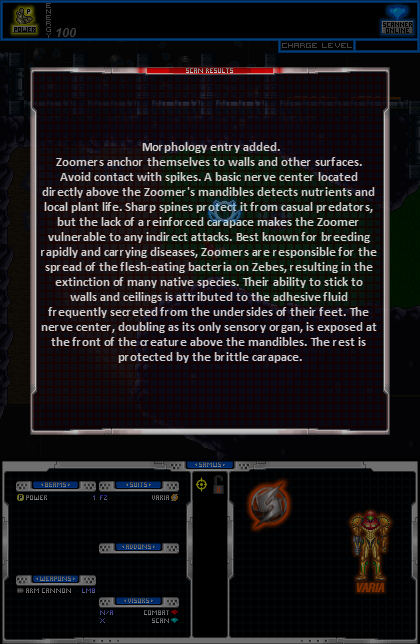 P
POWER
ENERGY
100
SCANNER
ONLINE
CHARGE LEVEL
SCAN RESULTS
Morphology entry added.
Zoomers anchor themselves to walls and other surfaces.
Avoid contact with spikes. A basic nerve center located
directly above the Zoomer's mandibles detects nutrients and
local plant life. Sharp spines protect it from casual predators,
but the lack of a reinforced carapace makes the Zoomer
vulnerable to any indirect attacks. Best known for breeding
rapidly and carrying diseases, Zoomers are responsible for the
spread of the flesh-eating bacteria on Zebes, resulting in the
extinction of many native species. Their ability to stick to
walls and ceilings is attributed to the adhesive fluid
frequently secreted from the undersides of their feet. The
nerve center, doubling as its only sensory organ, is exposed at
the front of the creature above the mandibles. The rest is
protected by the brittle carapace.
SAMUS
BEAMS
SUITS
P POWER 1 F2 VARIA
ADDONS
WEAPONS
ARM CANNON LMB
VISORS
N/A COMBAT
X SCAN
VARIA